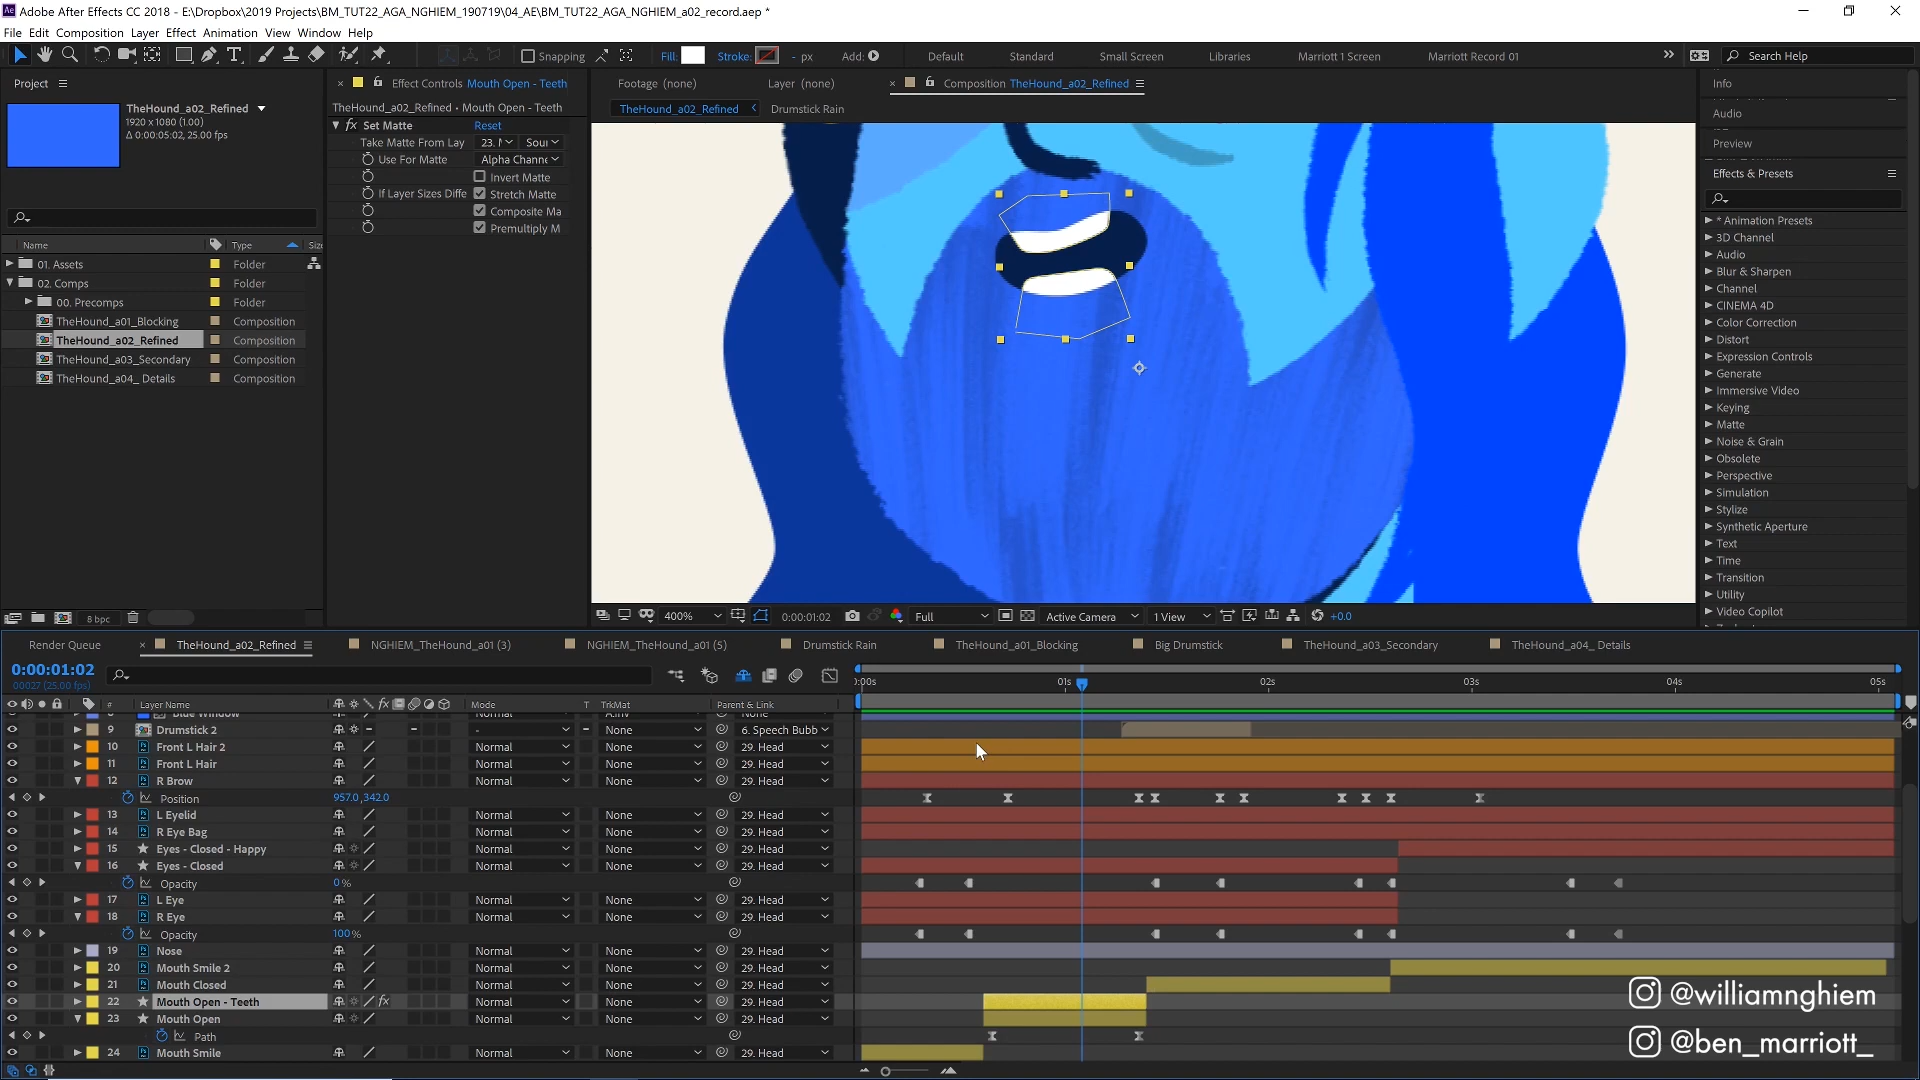 Adobe After Effects CC 2018 - E:\Dropbox\2019 Projects\BM_TUT22_AGA_NGHIEM_190719\04_AE\BM_TUT22_AGA_NGHIEM_a02_record.aep *
File Edit Composition Layer Effect Animation View Window Help
Snapping Fill: Stroke: - px Add: Default Standard Small Screen Libraries Marriott 1 Screen Marriott Record 01 Search Help
Project
TheHound_a02_Refined
1920 x 1080 (1.00)
Δ 0:00:05:02, 25.00 fps
Name Type Size
01. Assets Folder
02. Comps Folder
00. Precomps Folder
TheHound_a01_Blocking Composition
TheHound_a02_Refined Composition
TheHound_a03_Secondary Composition
TheHound_a04_ Details Composition
8 bpc
Effect Controls Mouth Open - Teeth
TheHound_a02_Refined • Mouth Open - Teeth
fx Set Matte Reset
Take Matte From Lay 23. Sour
Use For Matte Alpha Channe
Invert Matte
If Layer Sizes Diffe Stretch Matte
Composite Ma
Premultiply M
Footage (none) Layer (none) Composition TheHound_a02_Refined
TheHound_a02_Refined Drumstick Rain
400% 0:00:01:02 Full Active Camera 1 View +0.0
Info
Audio
Preview
Effects & Presets
* Animation Presets
3D Channel
Audio
Blur & Sharpen
Channel
CINEMA 4D
Color Correction
Distort
Expression Controls
Generate
Immersive Video
Keying
Matte
Noise & Grain
Obsolete
Perspective
Simulation
Stylize
Synthetic Aperture
Text
Time
Transition
Utility
Video Copilot
Render Queue TheHound_a02_Refined NGHIEM_TheHound_a01 (3) NGHIEM_TheHound_a01 (5) Drumstick Rain TheHound_a01_Blocking Big Drumstick TheHound_a03_Secondary TheHound_a04_ Details
0:00:01:02
00027 (25.00 fps)
:00s 01s 02s 03s 04s 05s
# Layer Name Mode T TrkMat Parent & Link
8 Blue Window Normal A.Inv None
9 Drumstick 2 - None 6. Speech Bubb
10 Front L Hair 2 Normal None 29. Head
11 Front L Hair Normal None 29. Head
12 R Brow Normal None 29. Head
Position 957.0,342.0
13 L Eyelid Normal None 29. Head
14 R Eye Bag Normal None 29. Head
15 Eyes - Closed - Happy Normal None 29. Head
16 Eyes - Closed Normal None 29. Head
Opacity 0%
17 L Eye Normal None 29. Head
18 R Eye Normal None 29. Head
Opacity 100%
19 Nose Normal None 29. Head
20 Mouth Smile 2 Normal None 29. Head
21 Mouth Closed Normal None 29. Head
22 Mouth Open - Teeth fx Normal None 29. Head
23 Mouth Open Normal None 29. Head
Path
24 Mouth Smile Normal None 29. Head
@williamnghiem
@ben_marriott_